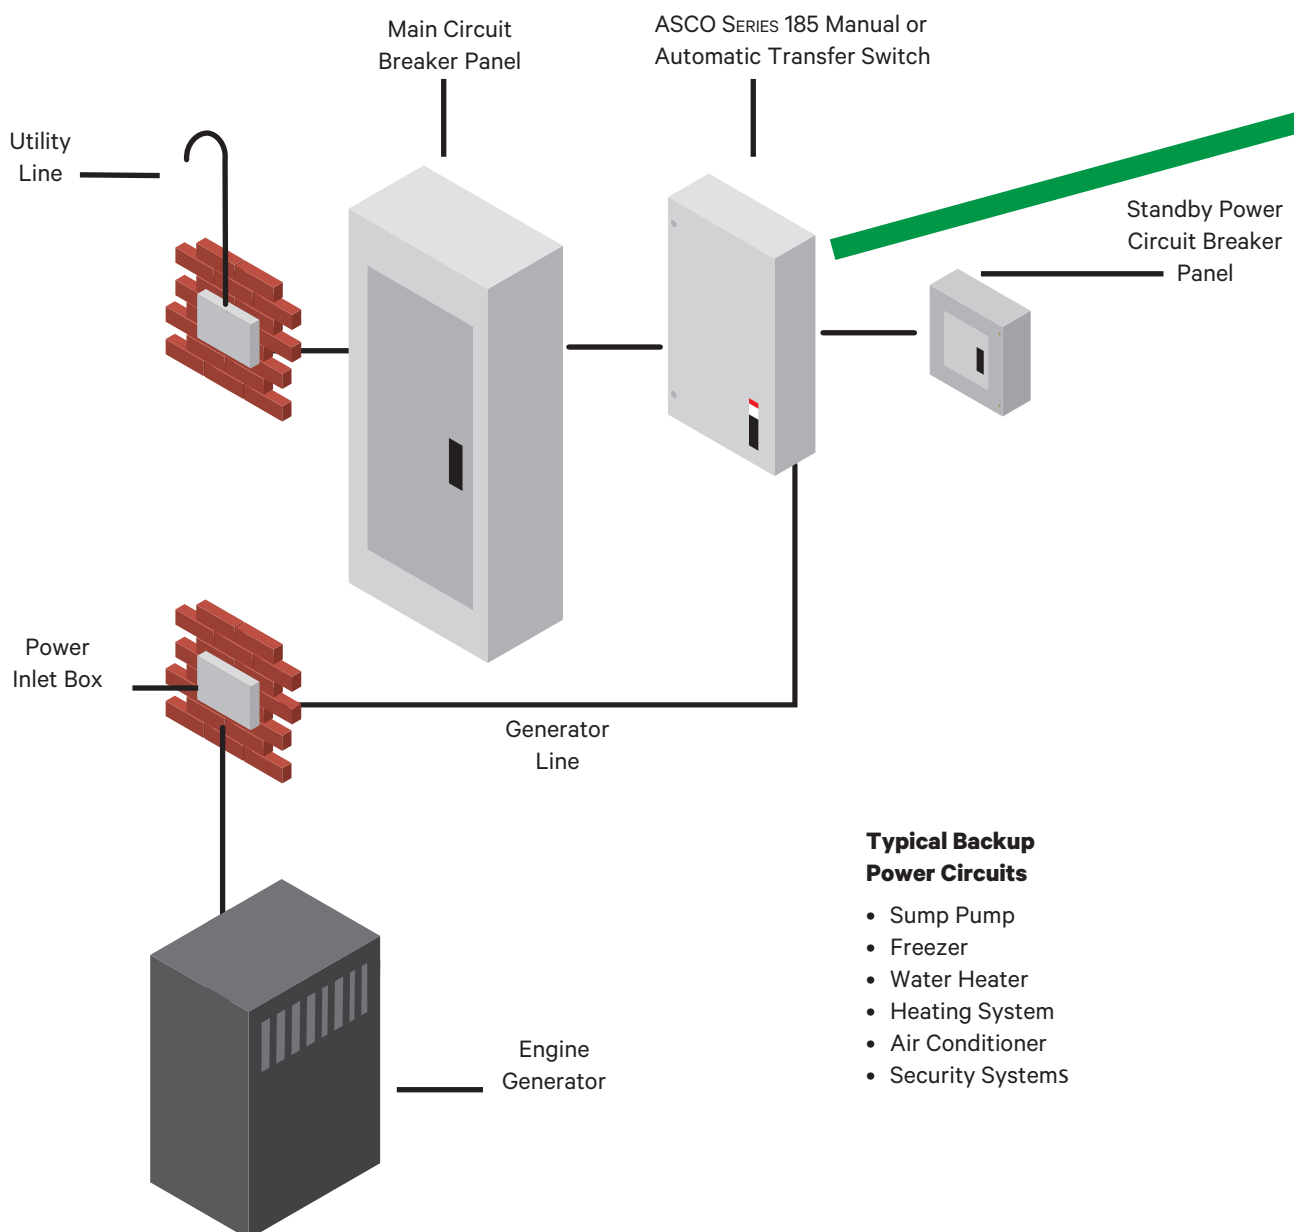 Main Circuit
Breaker Panel
ASCO SERIES 185 Manual or
Automatic Transfer Switch
Utility
Line
Standby Power
Circuit Breaker
Panel
Power
Inlet Box
Generator
Line
Typical Backup
Power Circuits
• Sump Pump
• Freezer
• Water Heater
• Heating System
• Air Conditioner
• Security Systems
Engine
Generator